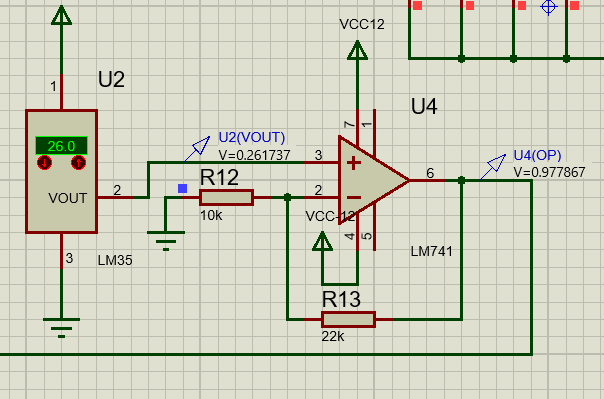 VCC12
U2
U4
1
7
1
26.0
U2(VOUT)
V=0.261737
3
U4(OP)
V=0.977867
6
VOUT
2
R12
2
10k
VCC-12
4
5
LM741
3
LM35
R13
22k